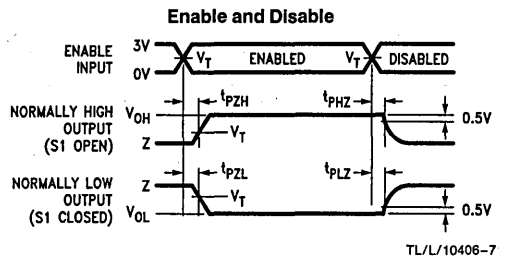 Enable and Disable
ENABLE
INPUT
3V
0V
V_T
ENABLED
V_T
DISABLED
t_PZH
t_PHZ
NORMALLY HIGH
OUTPUT
(S1 OPEN)
V_OH
Z
V_T
0.5V
t_PZL
t_PLZ
NORMALLY LOW
OUTPUT
(S1 CLOSED)
Z
V_OL
V_T
0.5V
TL/L/10406-7